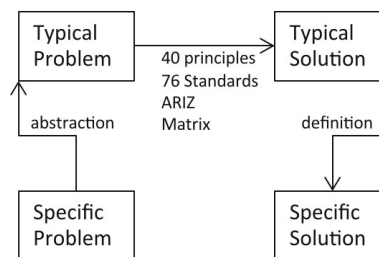 Typical
Problem
40 principles
76 Standards
ARIZ
Matrix
Typical
Solution
abstraction
definition
Specific
Problem
Specific
Solution